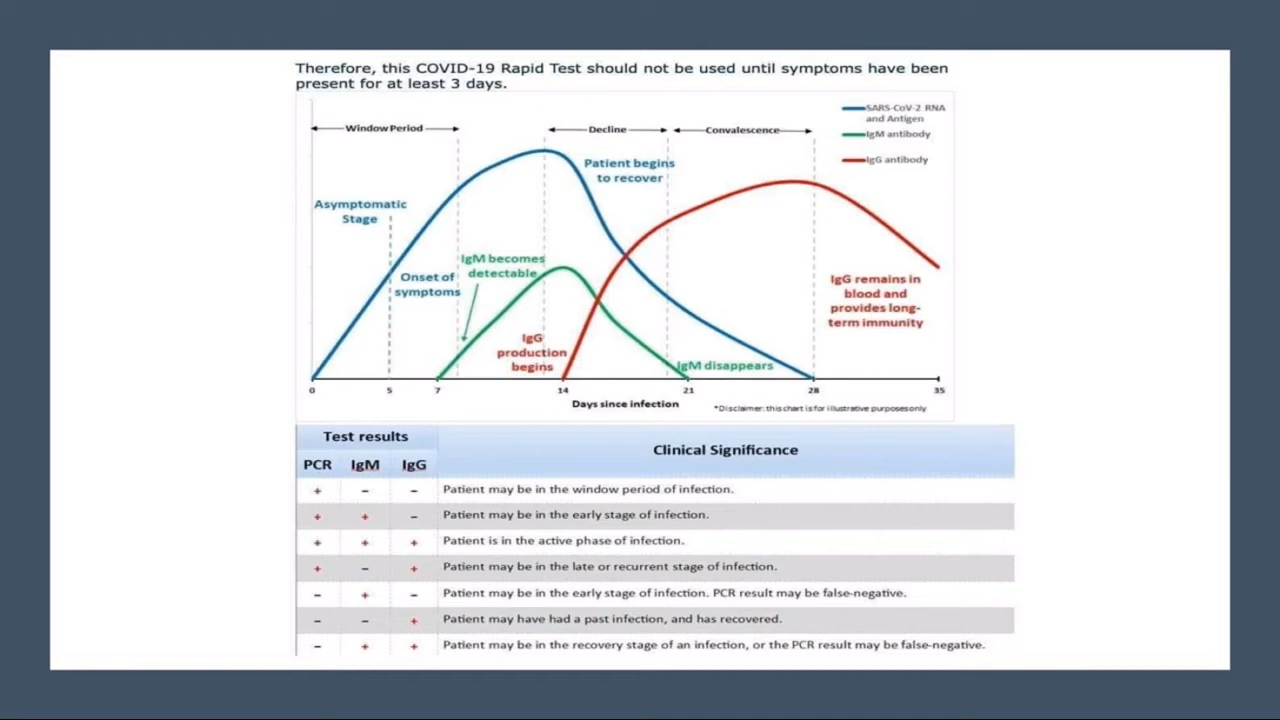 Therefore, this COVID-19 Rapid Test should not be used until symptoms have been
present for at least 3 days.
SARS-CoV-2 RNA
and Antigen
IgM antibody
IgG antibody
Window Period
Decline
Convalescence
Patient begins
to recover
Asymptomatic
Stage
IgM becomes
detectable
Onset of
symptoms
IgG remains in
blood and
provides long-
term immunity
IgG
production
begins
IgM disappears
0 5 7 14 21 28 35
Days since infection
*Disclaimer: this chart is for illustrative purposes only
Test results
Clinical Significance
PCR IgM IgG
+ - - Patient may be in the window period of infection.
+ + - Patient may be in the early stage of infection.
+ + + Patient is in the active phase of infection.
+ - + Patient may be in the late or recurrent stage of infection.
- + - Patient may be in the early stage of infection. PCR result may be false-negative.
- - + Patient may have had a past infection, and has recovered.
- + + Patient may be in the recovery stage of an infection, or the PCR result may be false-negative.